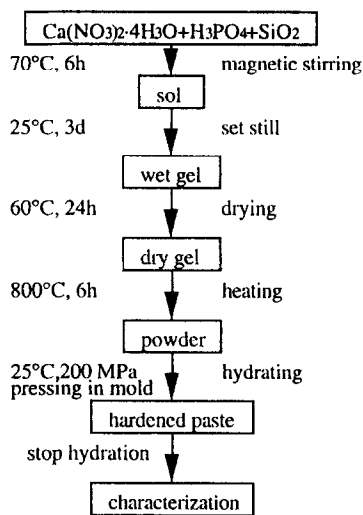 Ca(NO3)2·4H3O+H3PO4+SiO2
70°C, 6h magnetic stirring
sol
25°C, 3d set still
wet gel
60°C, 24h drying
dry gel
800°C, 6h heating
powder
25°C,200 MPa hydrating
pressing in mold
hardened paste
stop hydration
characterization